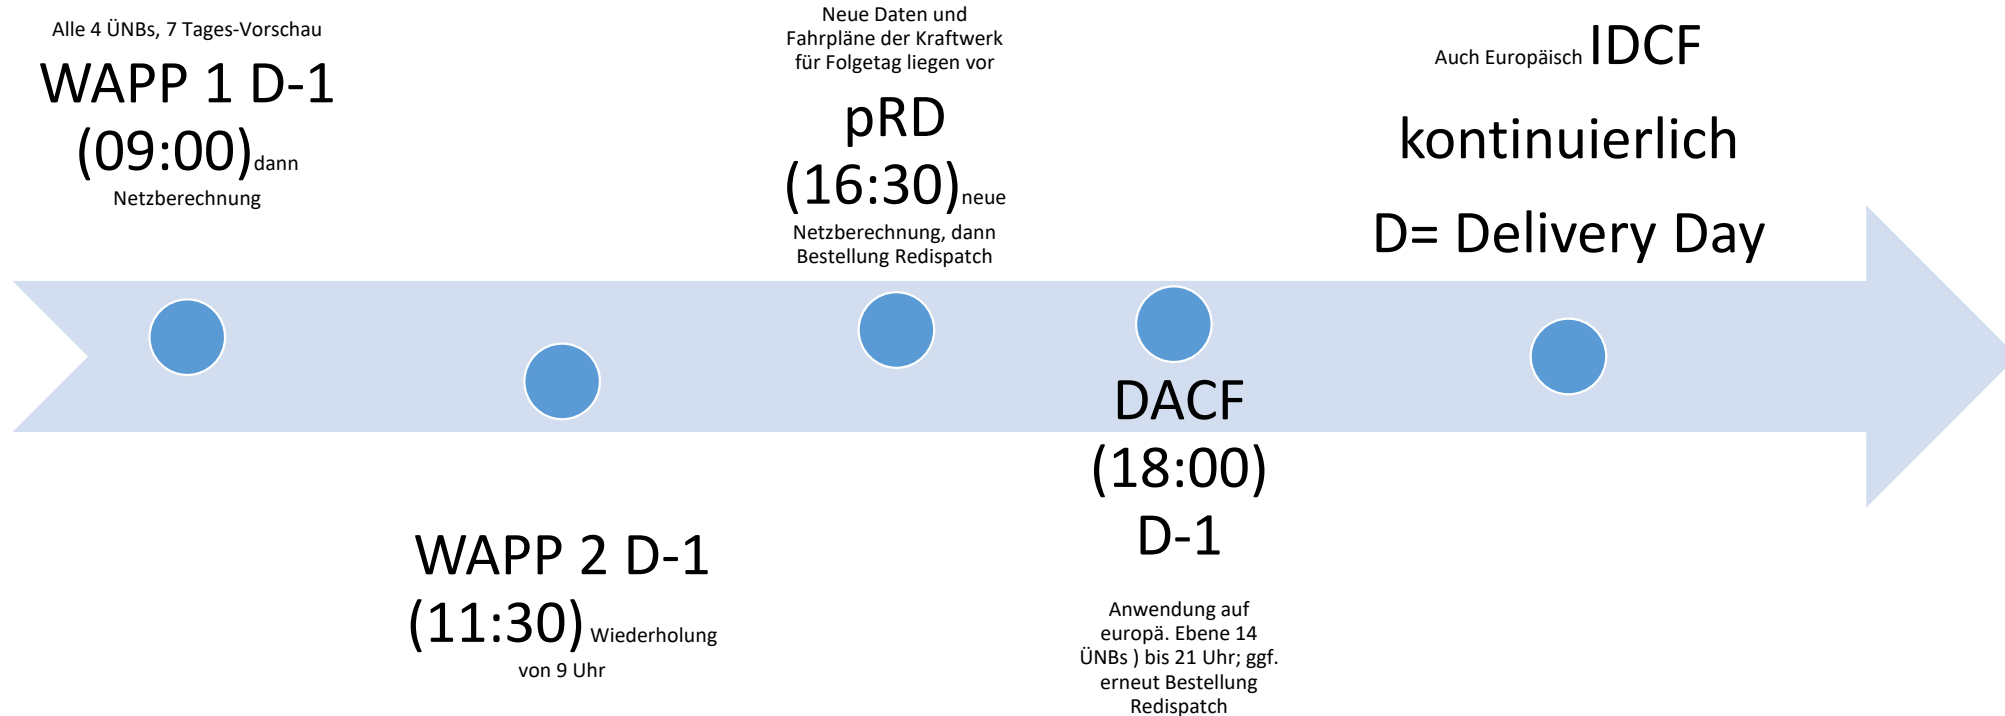 Alle 4 ÜNBs, 7 Tages-Vorschau
WAPP 1 D-1
(09:00) dann
Netzberechnung
WAPP 2 D-1
(11:30) Wiederholung
von 9 Uhr
Neue Daten und
Fahrpläne der Kraftwerk
für Folgetag liegen vor
pRD
(16:30) neue
Netzberechnung, dann
Bestellung Redispatch
DACF
(18:00)
D-1
Anwendung auf
europä. Ebene 14
ÜNBs ) bis 21 Uhr; ggf.
erneut Bestellung
Redispatch
Auch Europäisch IDCF
kontinuierlich
D= Delivery Day